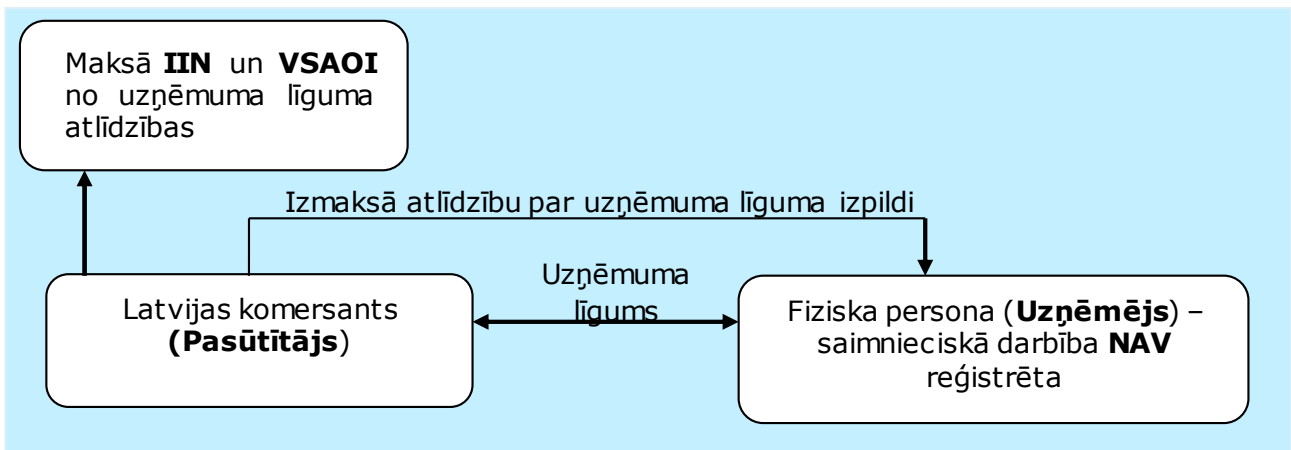 Maksā IIN un VSAOI
no uzņēmuma līguma
atlīdzības
Izmaksā atlīdzību par uzņēmuma līguma izpildi
Latvijas komersants
(Pasūtītājs)
Uzņēmuma
līgums
Fiziska persona (Uzņēmējs) –
saimnieciskā darbība NAV
reģistrēta